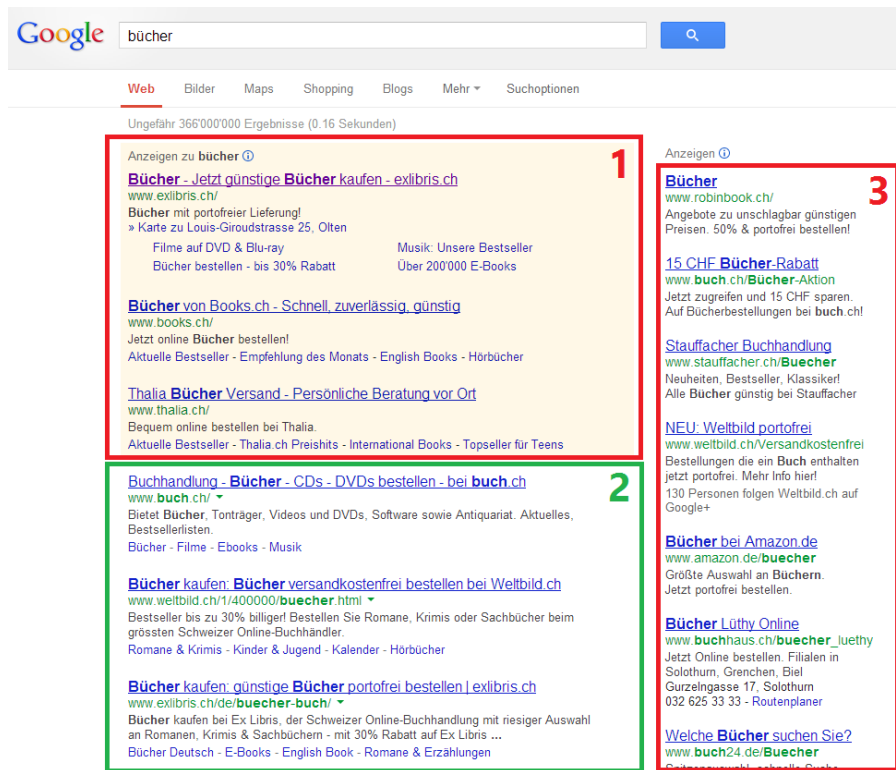 Google bücher
Web Bilder Maps Shopping Blogs Mehr Suchoptionen
Ungefähr 366'000'000 Ergebnisse (0.16 Sekunden)
Anzeigen zu bücher
1
Bücher - Jetzt günstige Bücher kaufen - exlibris.ch
www.exlibris.ch/
Bücher mit portofreier Lieferung!
» Karte zu Louis-Giroudstrasse 25, Olten
Filme auf DVD & Blu-ray Musik: Unsere Bestseller
Bücher bestellen - bis 30% Rabatt Über 200'000 E-Books
Bücher von Books.ch - Schnell, zuverlässig, günstig
www.books.ch/
Jetzt online Bücher bestellen!
Aktuelle Bestseller - Empfehlung des Monats - English Books - Hörbücher
Thalia Bücher Versand - Persönliche Beratung vor Ort
www.thalia.ch/
Bequem online bestellen bei Thalia.
Aktuelle Bestseller - Thalia.ch Preishits - International Books - Topseller für Teens
2
Buchhandlung - Bücher - CDs - DVDs bestellen - bei buch.ch
www.buch.ch/
Bietet Bücher, Tonträger, Videos und DVDs, Software sowie Antiquariat. Aktuelles,
Bestsellerlisten.
Bücher - Filme - Ebooks - Musik
Bücher kaufen: Bücher versandkostenfrei bestellen bei Weltbild.ch
www.weltbild.ch/1/400000/buecher.html
Bestseller bis zu 30% billiger! Bestellen Sie Romane, Krimis oder Sachbücher beim
grössten Schweizer Online-Buchhändler.
Romane & Krimis - Kinder & Jugend - Kalender - Hörbücher
Bücher kaufen: günstige Bücher portofrei bestellen | exlibris.ch
www.exlibris.ch/de/buecher-buch/
Bücher kaufen bei Ex Libris, der Schweizer Online-Buchhandlung mit riesiger Auswahl
an Romanen, Krimis & Sachbüchern - mit 30% Rabatt auf Ex Libris ...
Bücher Deutsch - E-Books - English Book - Romane & Erzählungen
Anzeigen
3
Bücher
www.robinbook.ch/
Angebote zu unschlagbar günstigen
Preisen. 50% & portofrei bestellen!
15 CHF Bücher-Rabatt
www.buch.ch/Bücher-Aktion
Jetzt zugreifen und 15 CHF sparen.
Auf Bücherbestellungen bei buch.ch!
Stauffacher Buchhandlung
www.stauffacher.ch/Buecher
Neuheiten, Bestseller, Klassiker!
Alle Bücher günstig bei Stauffacher
NEU: Weltbild portofrei
www.weltbild.ch/Versandkostenfrei
Bestellungen die ein Buch enthalten
jetzt portofrei. Mehr Info hier!
130 Personen folgen Weltbild.ch auf
Google+
Bücher bei Amazon.de
www.amazon.de/buecher
Größte Auswahl an Büchern.
Jetzt portofrei bestellen.
Bücher Lüthy Online
www.buchhaus.ch/buecher_luethy
Jetzt Online bestellen. Filialen in
Solothurn, Grenchen, Biel
Gurzelngasse 17, Solothurn
032 625 33 33 - Routenplaner
Welche Bücher suchen Sie?
www.buch24.de/Buecher